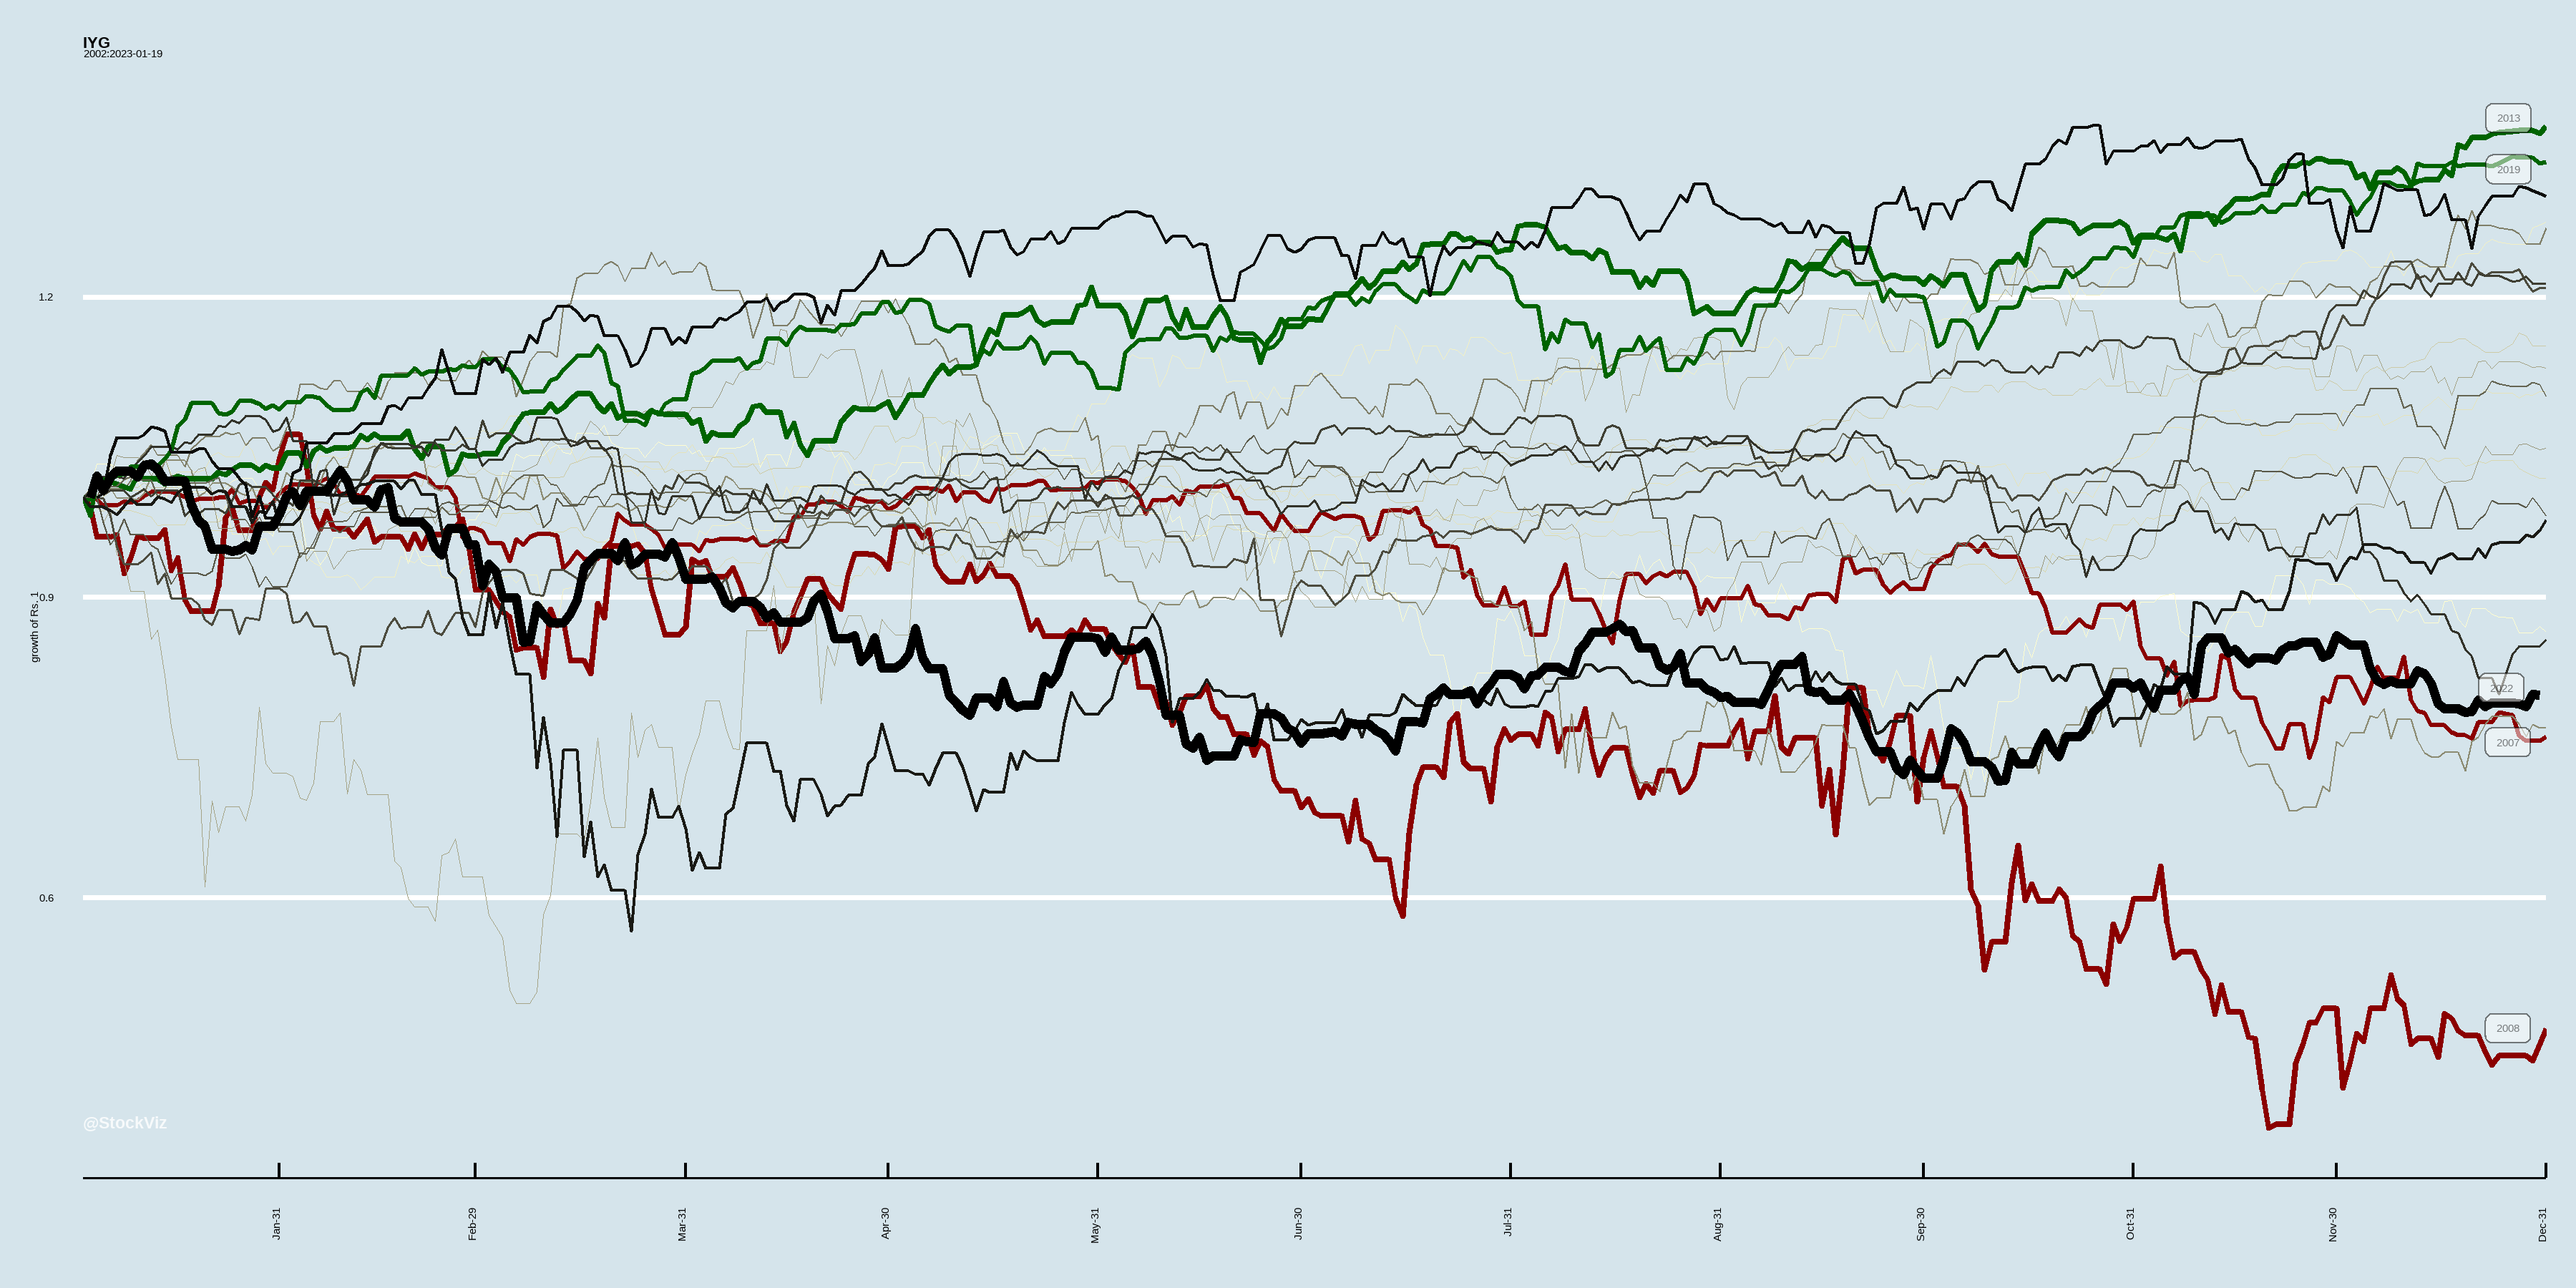 IYG
2002:2023-01-19
2013
2019
1.2
0.9
growth of Rs. 1
2022
2007
0.6
2008
@StockViz
Jan-31
Feb-29
Mar-31
Apr-30
May-31
Jun-30
Jul-31
Aug-31
Sep-30
Oct-31
Nov-30
Dec-31